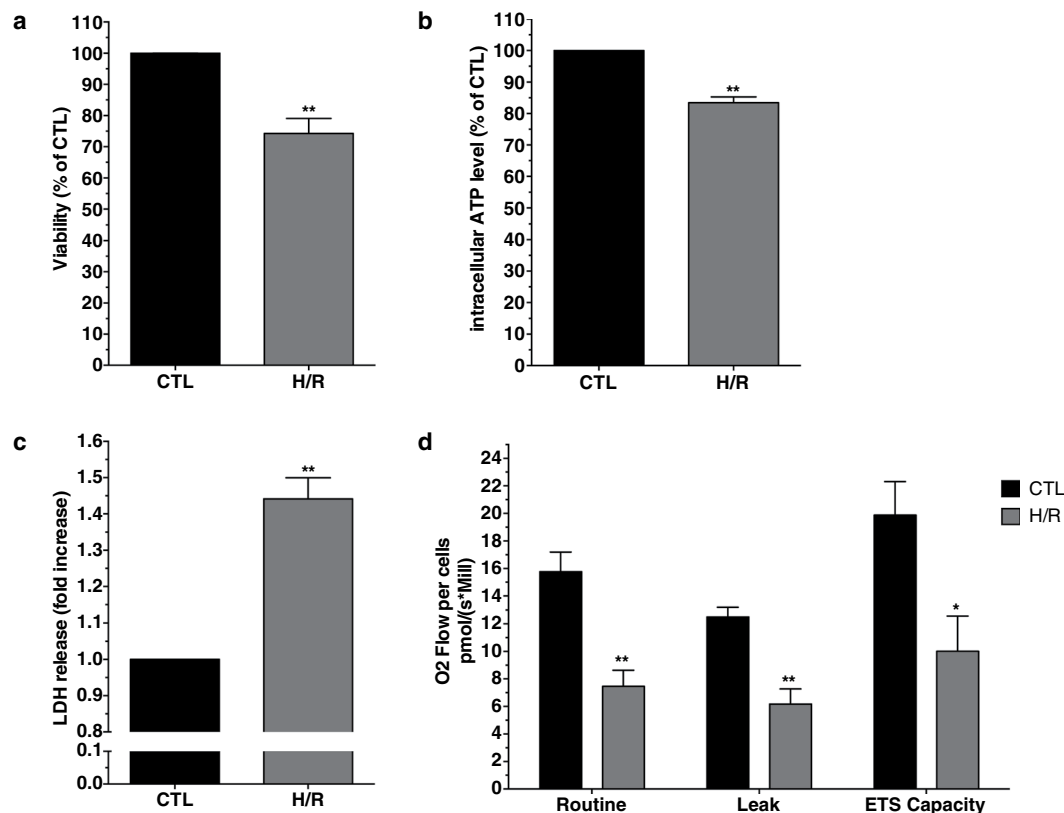 a
Viability (% of CTL)
110
100
90
80
70
60
50
40
30
20
10
0
**
CTL
H/R
b
intracellular ATP level (% of CTL)
110
100
90
80
70
60
50
40
30
20
10
0
**
CTL
H/R
c
LDH release (fold increase)
1.6
1.5
1.4
1.3
1.2
1.1
1.0
0.9
0.8
0.1
0.0
**
CTL
H/R
d
O2 Flow per cells
pmol/(s*Mill)
24
22
20
18
16
14
12
10
8
6
4
2
0
**
**
*
Routine
Leak
ETS Capacity
CTL
H/R